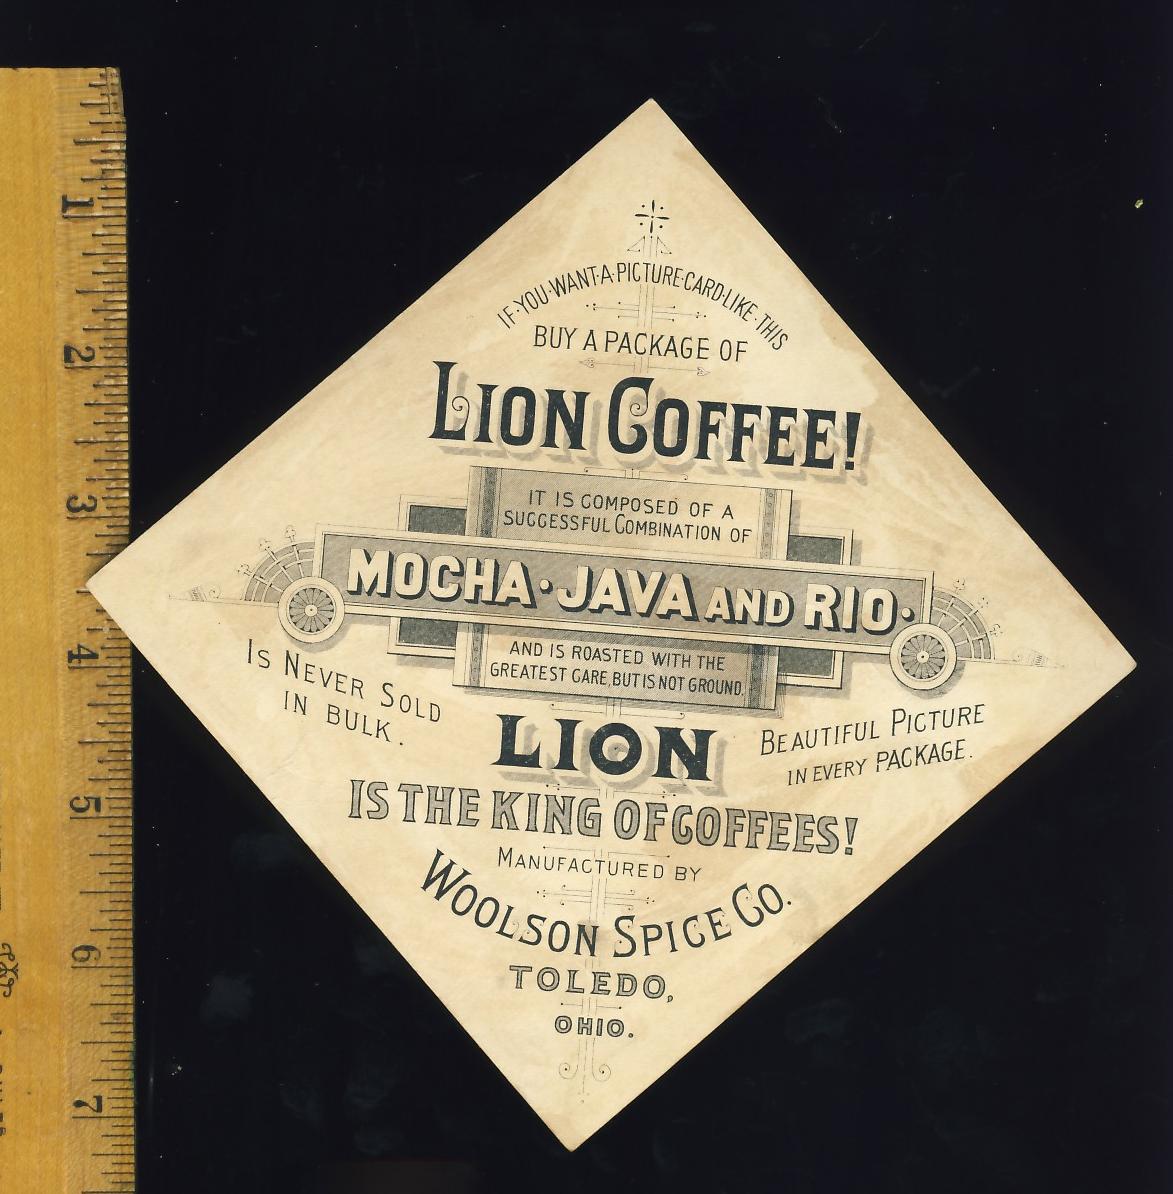 IF·YOU·WANT·A·PICTURE·CARD·LIKE·THIS
BUY A PACKAGE OF
LION COFFEE!
IT IS COMPOSED OF A
SUCCESSFUL COMBINATION OF
MOCHA·JAVA AND RIO·
AND IS ROASTED WITH THE
GREATEST CARE, BUT IS NOT GROUND.
IS NEVER SOLD
IN BULK.
LION
BEAUTIFUL PICTURE
IN EVERY PACKAGE.
IS THE KING OF COFFEES!
MANUFACTURED BY
WOOLSON SPICE CO.
TOLEDO,
OHIO.
1
2
3
4
5
6
7